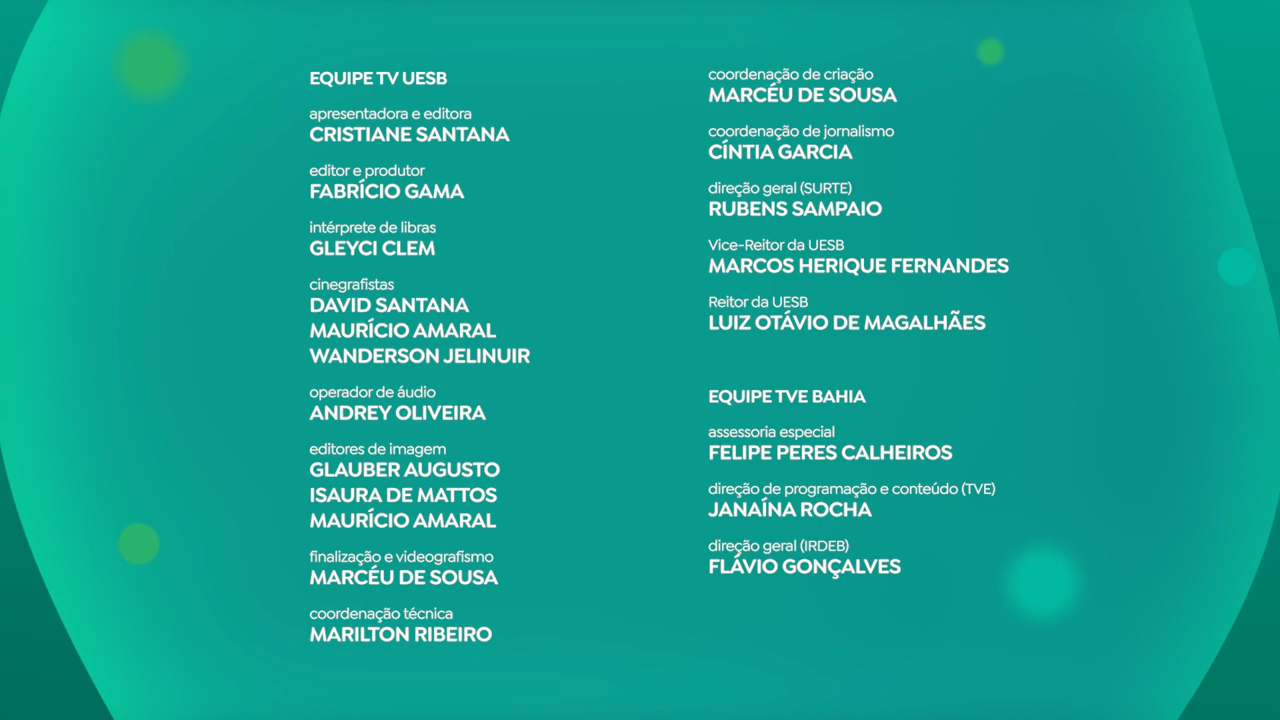 EQUIPE TV UESB
apresentadora e editora
CRISTIANE SANTANA
editor e produtor
FABRÍCIO GAMA
intérprete de libras
GLEYCI CLEM
cinegrafistas
DAVID SANTANA
MAURÍCIO AMARAL
WANDERSON JELINUIR
operador de áudio
ANDREY OLIVEIRA
editores de imagem
GLAUBER AUGUSTO
ISAURA DE MATTOS
MAURÍCIO AMARAL
finalização e videografismo
MARCÉU DE SOUSA
coordenação técnica
MARILTON RIBEIRO
coordenação de criação
MARCÉU DE SOUSA
coordenação de jornalismo
CÍNTIA GARCIA
direção geral (SURTE)
RUBENS SAMPAIO
Vice-Reitor da UESB
MARCOS HERIQUE FERNANDES
Reitor da UESB
LUIZ OTÁVIO DE MAGALHÃES
EQUIPE TVE BAHIA
assessoria especial
FELIPE PERES CALHEIROS
direção de programação e conteúdo (TVE)
JANAÍNA ROCHA
direção geral (IRDEB)
FLÁVIO GONÇALVES